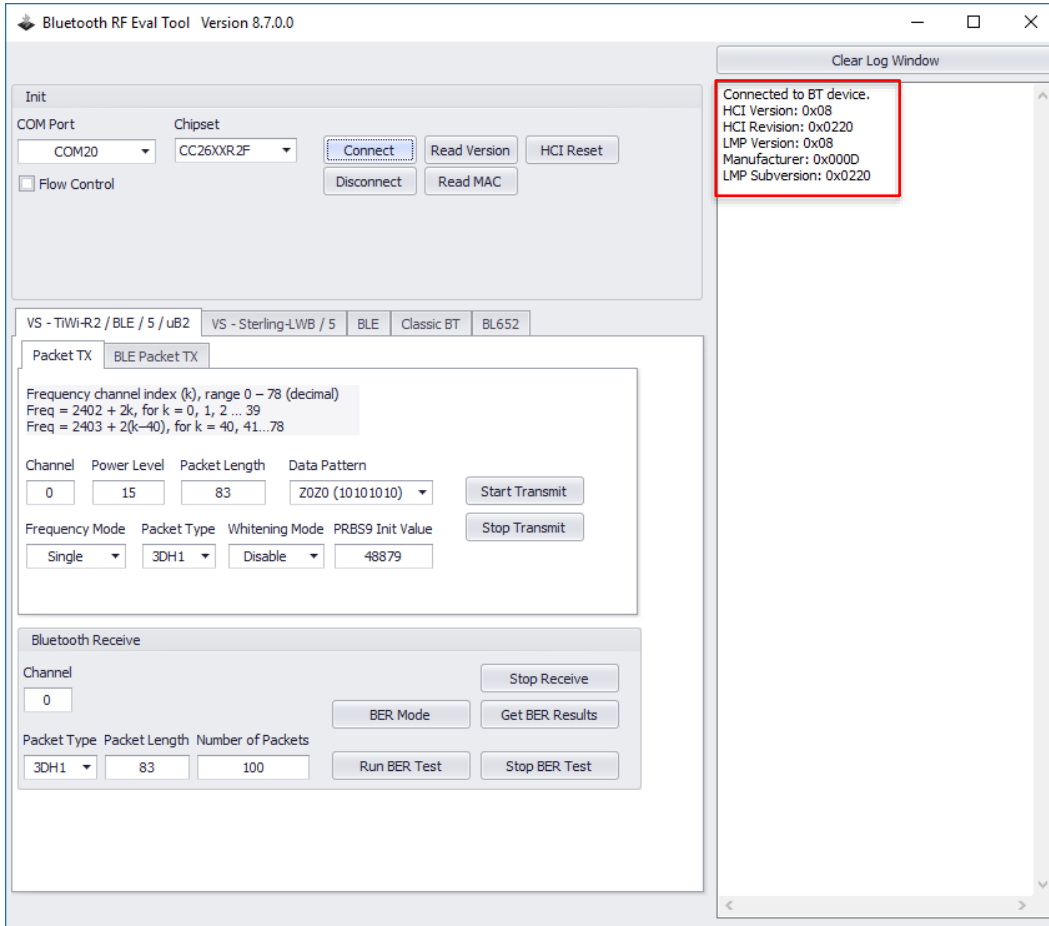 Bluetooth RF Eval Tool Version 8.7.0.0
Clear Log Window
Init
COM Port Chipset
COM20 CC26XXR2F Connect Read Version HCI Reset
Flow Control Disconnect Read MAC
Connected to BT device.
HCI Version: 0x08
HCI Revision: 0x0220
LMP Version: 0x08
Manufacturer: 0x000D
LMP Subversion: 0x0220
VS - TiWi-R2 / BLE / 5 / uB2 VS - Sterling-LWB / 5 BLE Classic BT BL652
Packet TX BLE Packet TX
Frequency channel index (k), range 0 – 78 (decimal)
Freq = 2402 + 2k, for k = 0, 1, 2 ... 39
Freq = 2403 + 2(k–40), for k = 40, 41...78
Channel Power Level Packet Length Data Pattern
0 15 83 Z0Z0 (10101010) Start Transmit
Frequency Mode Packet Type Whitening Mode PRBS9 Init Value Stop Transmit
Single 3DH1 Disable 48879
Bluetooth Receive
Channel Stop Receive
0 BER Mode Get BER Results
Packet Type Packet Length Number of Packets
3DH1 83 100 Run BER Test Stop BER Test